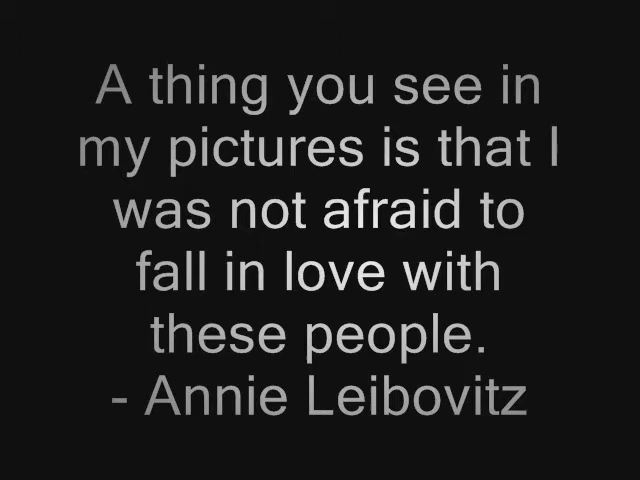 A thing you see in
my pictures is that I
was not afraid to
fall in love with
these people.
- Annie Leibovitz